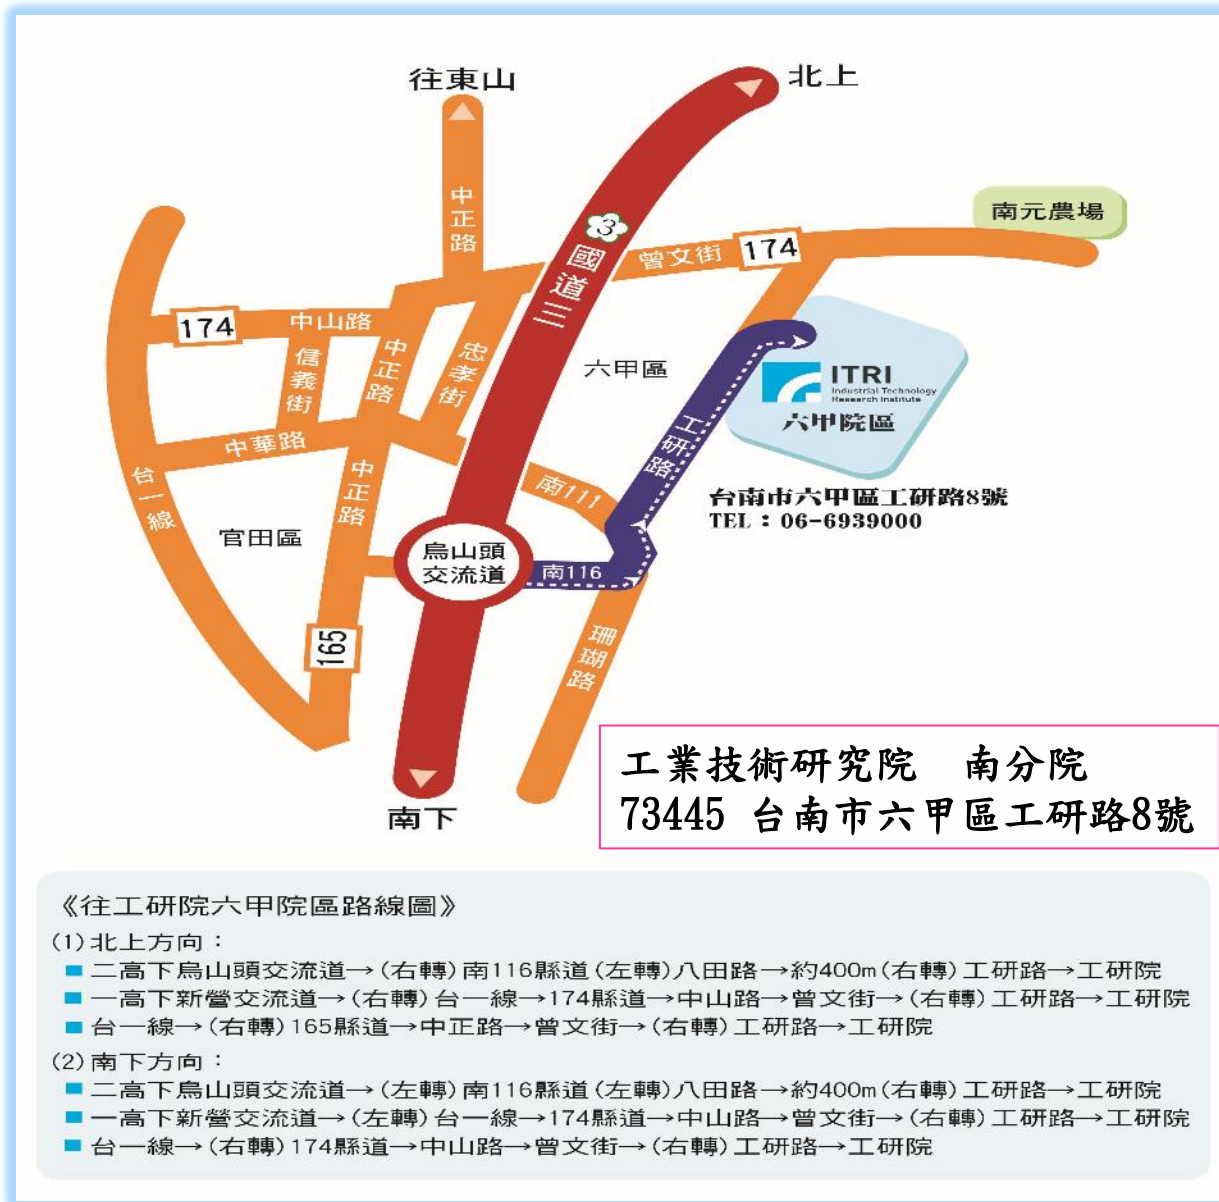 往東山
北上
中正路
3
國道三
曾文街
174
南元農場
174
中山路
信義街
中正路
忠孝街
六甲區
ITRI
Industrial Technology
Research Institute
六甲院區
工研路
中華路
台一線
中正路
南111
台南市六甲區工研路8號
TEL：06-6939000
官田區
烏山頭
交流道
南116
165
珊瑚路
南下
工業技術研究院　南分院
73445 台南市六甲區工研路8號
《往工研院六甲院區路線圖》
(1)北上方向：
■ 二高下烏山頭交流道→(右轉)南116縣道(左轉)八田路→約400m(右轉)工研路→工研院
■ 一高下新營交流道→(右轉)台一線→174縣道→中山路→曾文街→(右轉)工研路→工研院
■ 台一線→(右轉)165縣道→中正路→曾文街→(右轉)工研路→工研院
(2)南下方向：
■ 二高下烏山頭交流道→(左轉)南116縣道(左轉)八田路→約400m(右轉)工研路→工研院
■ 一高下新營交流道→(左轉)台一線→174縣道→中山路→曾文街→(右轉)工研路→工研院
■ 台一線→(右轉)174縣道→中山路→曾文街→(右轉)工研路→工研院